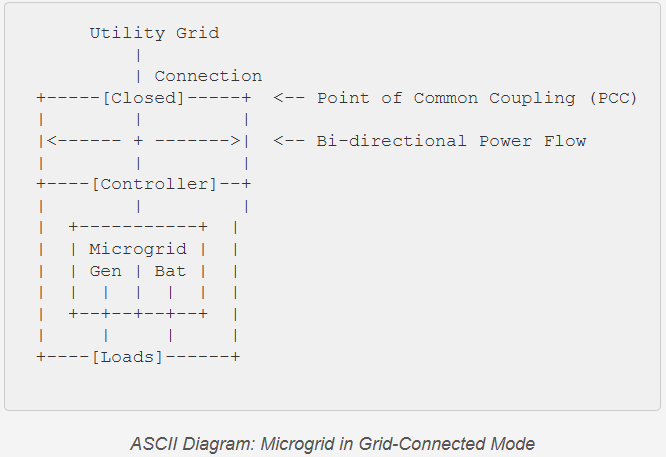 Utility Grid
         |
         | Connection
+-----[Closed]-----+  <-- Point of Common Coupling (PCC)
|        |         |
|<------ + ------->|  <-- Bi-directional Power Flow
|        |         |
+----[Controller]--+
|        |         |
|  +-----------+  |
|  | Microgrid |  |
|  | Gen | Bat |  |
|  |  |  |  |  |  |
|  +--+--+--+--+  |
|     |     |     |
+----[Loads]------+
ASCII Diagram: Microgrid in Grid-Connected Mode